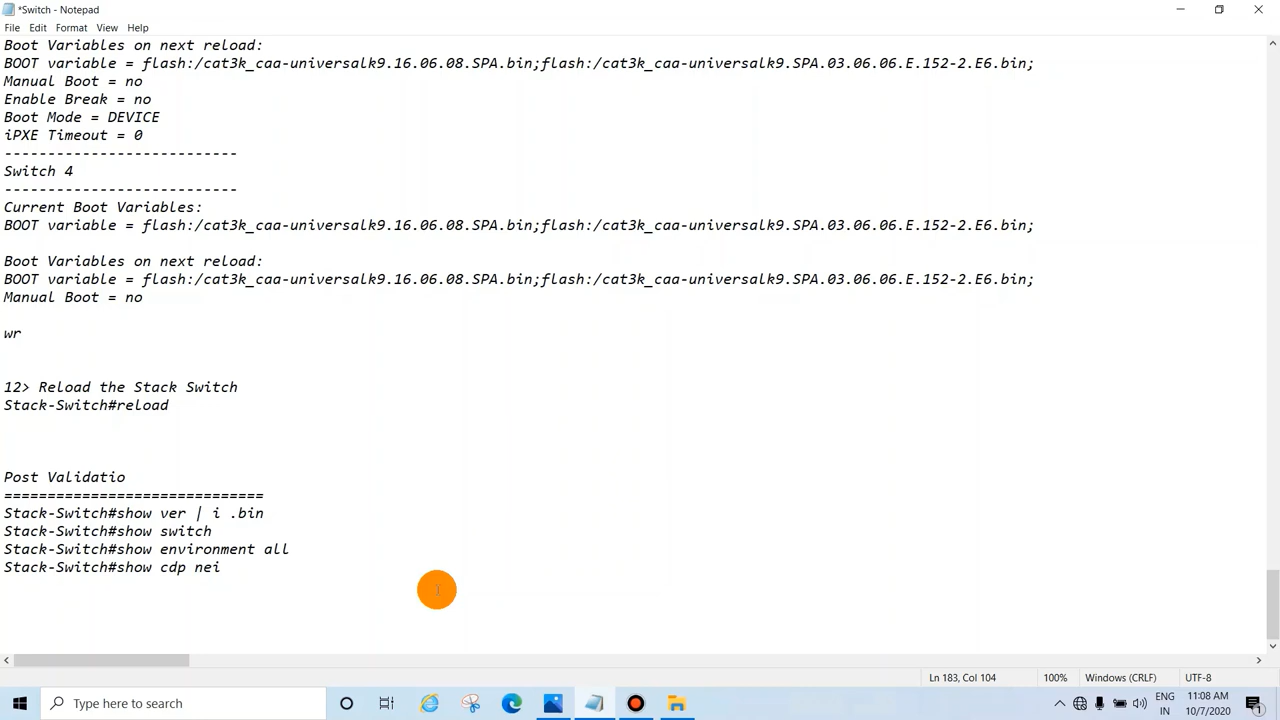 *Switch - Notepad
File Edit Format View Help
Boot Variables on next reload:
BOOT variable = flash:/cat3k_caa-universalk9.16.06.08.SPA.bin;flash:/cat3k_caa-universalk9.SPA.03.06.06.E.152-2.E6.bin;
Manual Boot = no
Enable Break = no
Boot Mode = DEVICE
iPXE Timeout = 0
---------------------------
Switch 4
---------------------------
Current Boot Variables:
BOOT variable = flash:/cat3k_caa-universalk9.16.06.08.SPA.bin;flash:/cat3k_caa-universalk9.SPA.03.06.06.E.152-2.E6.bin;
Boot Variables on next reload:
BOOT variable = flash:/cat3k_caa-universalk9.16.06.08.SPA.bin;flash:/cat3k_caa-universalk9.SPA.03.06.06.E.152-2.E6.bin;
Manual Boot = no
wr
12> Reload the Stack Switch
Stack-Switch#reload
Post Validatio
==============================
Stack-Switch#show ver | i .bin
Stack-Switch#show switch
Stack-Switch#show environment all
Stack-Switch#show cdp nei
Ln 183, Col 104 100% Windows (CRLF) UTF-8
Type here to search
ENG 11:08 AM
IN 10/7/2020 1